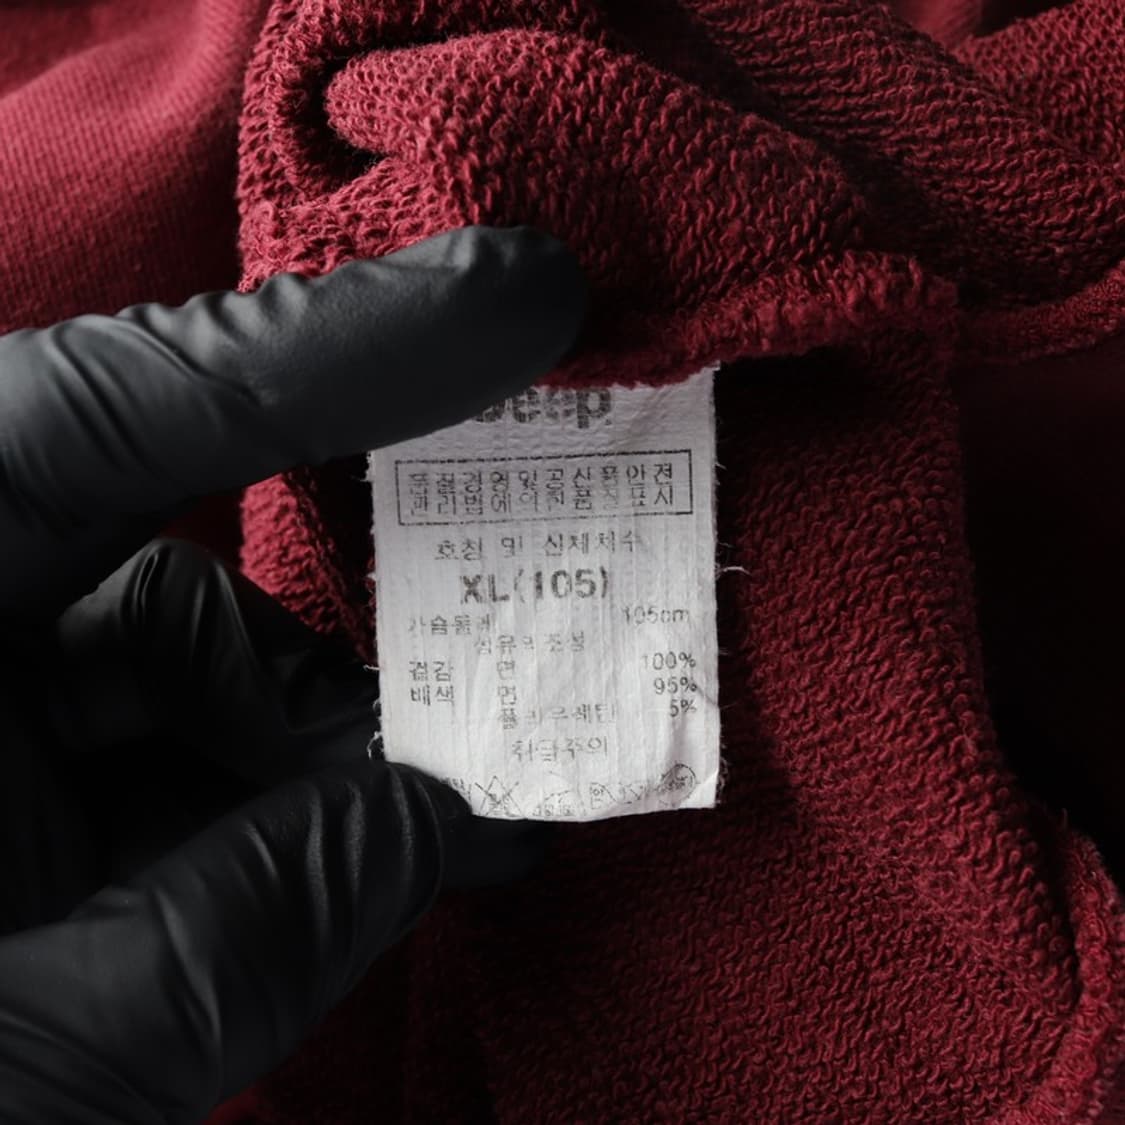 품질경영및공산품안전
관리법에의한품질표시
호칭 및 신체치수
XL(105)
가슴둘레 105cm
섬유의조성
겉감 면 100%
배색 면 95%
폴리우레탄 5%
취급주의